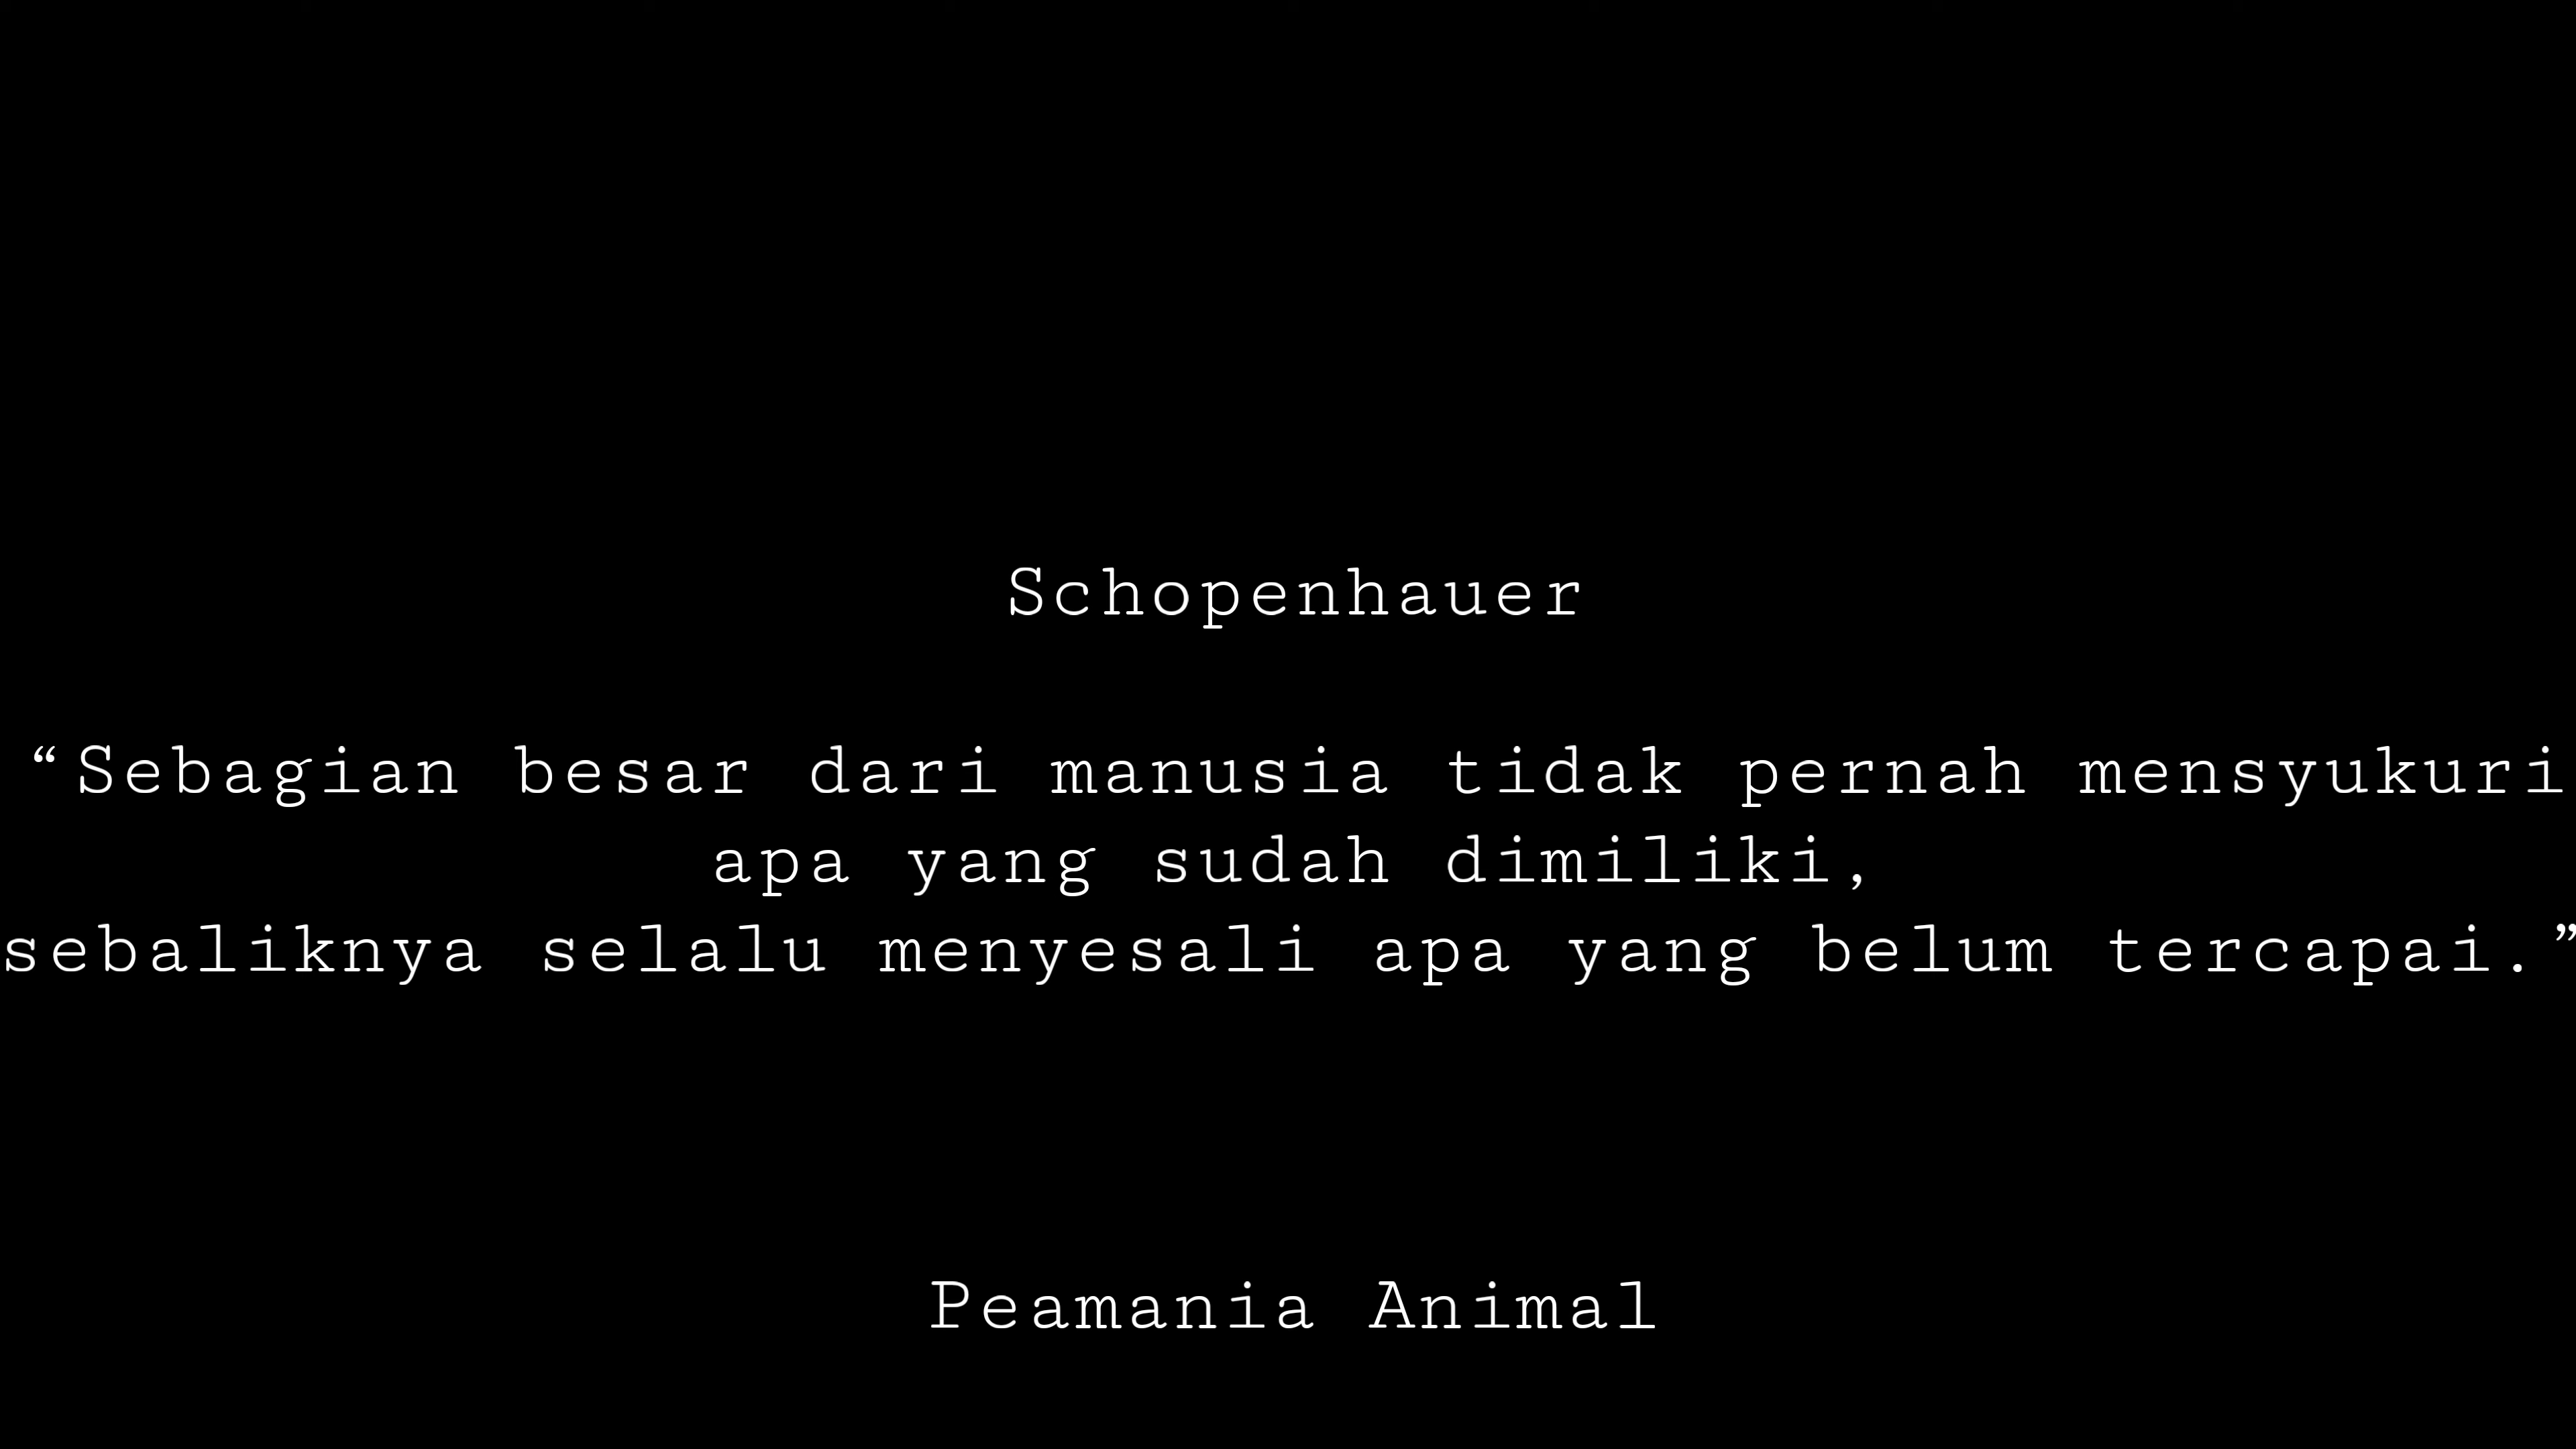 Schopenhauer
“Sebagian besar dari manusia tidak pernah mensyukuri
apa yang sudah dimiliki,
sebaliknya selalu menyesali apa yang belum tercapai.”
Peamania Animal